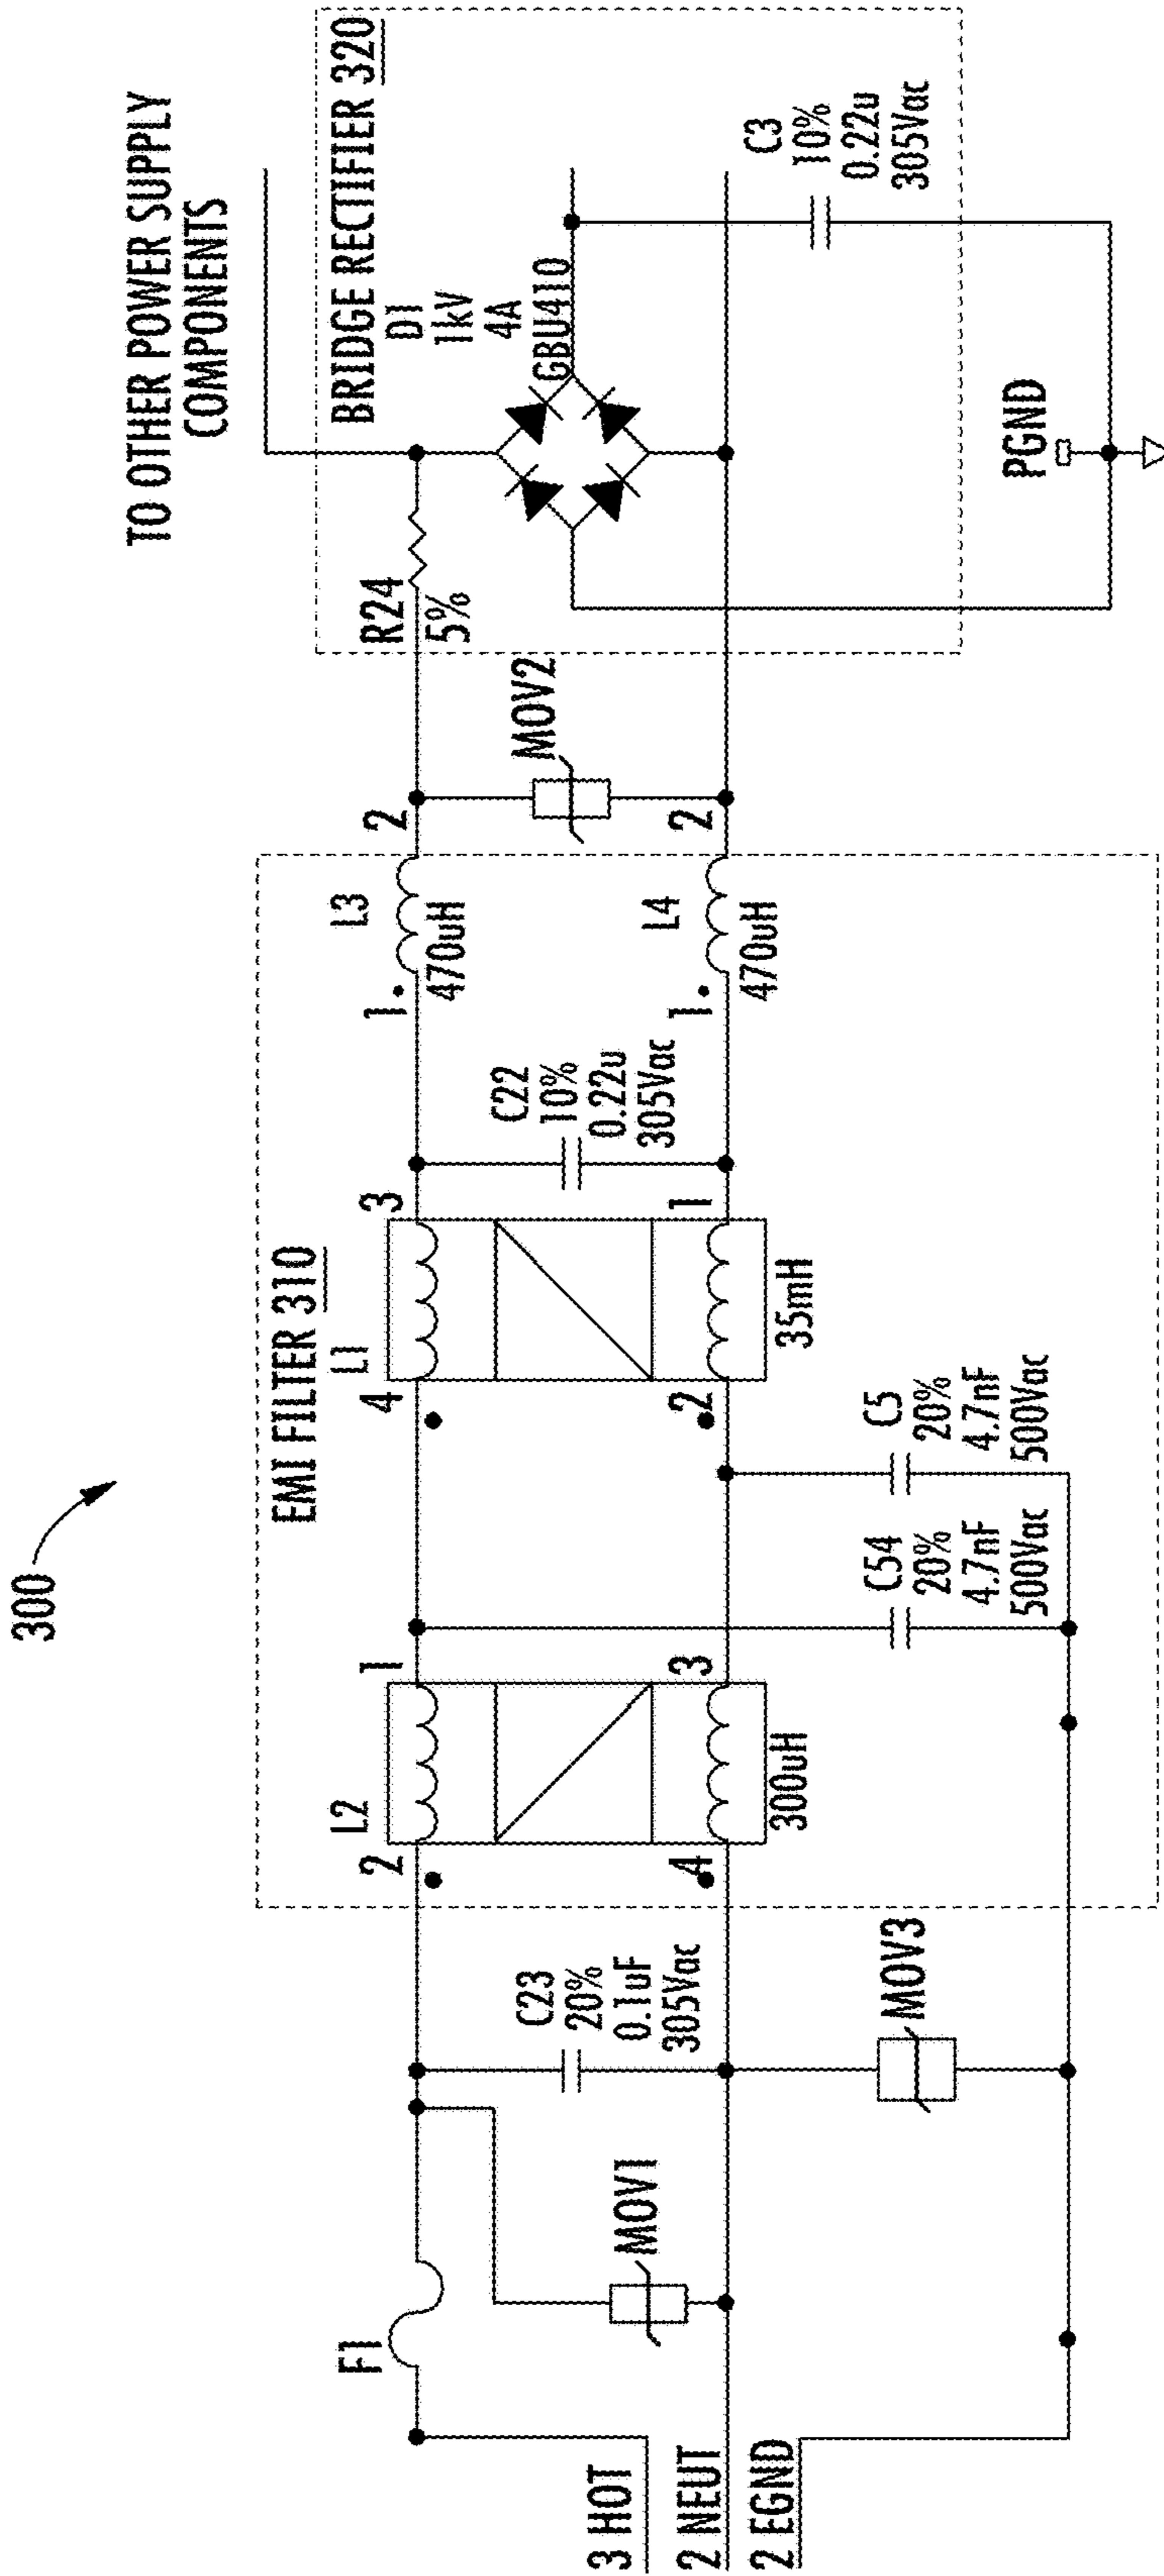 300
TO OTHER POWER SUPPLY
COMPONENTS
3 HOT
2 NEUT
2 EGND
F1
MOV1
C23
20%
0.1uF
305Vac
MOV3
EMI FILTER 310
L2
2
1
4
3
300uH
C54
20%
4.7nF
500Vac
C5
20%
4.7nF
500Vac
L1
4
3
2
1
35mH
C22
10%
0.22u
305Vac
L3
1
2
470uH
L4
1
2
470uH
MOV2
BRIDGE RECTIFIER 320
R24
5%
D1
1kV
4A
GBU410
C3
10%
0.22u
305Vac
PGND